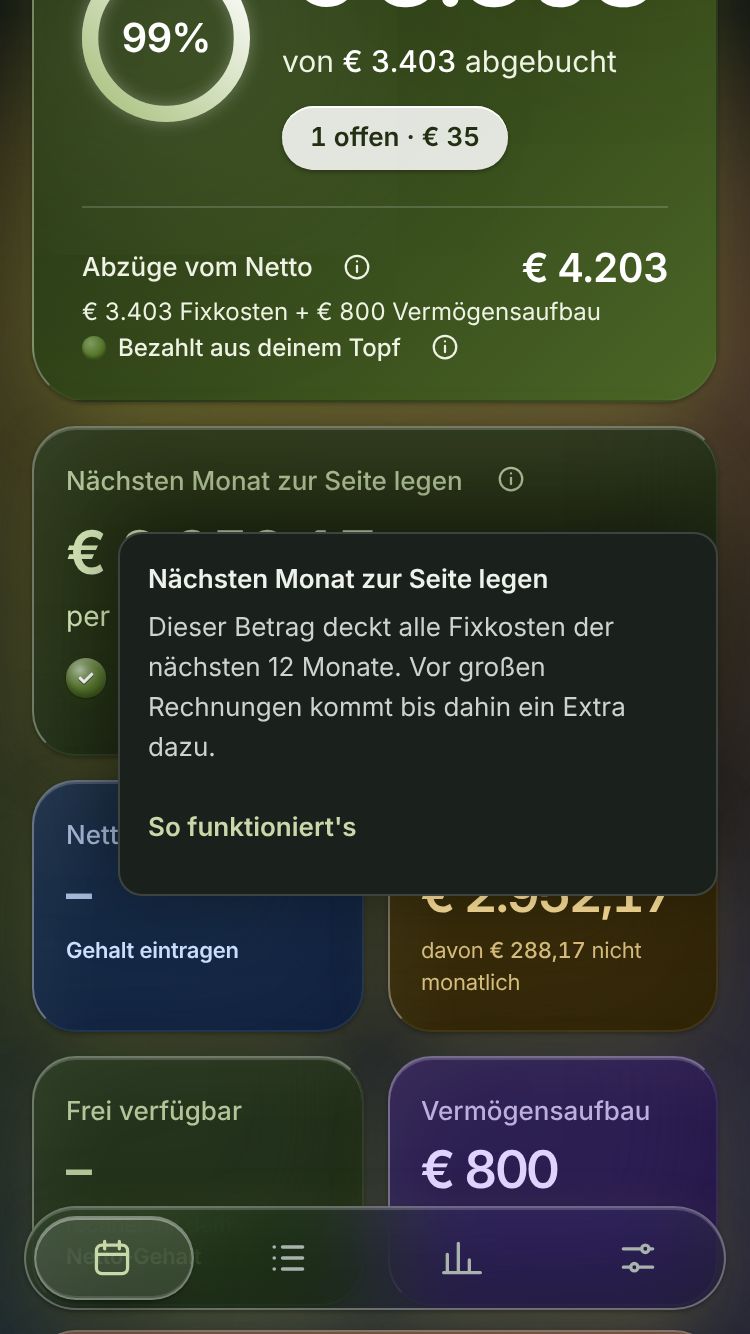 99%
von € 3.403 abgebucht
1 offen · € 35
Abzüge vom Netto
€ 4.203
€ 3.403 Fixkosten + € 800 Vermögensaufbau
Bezahlt aus deinem Topf
Nächsten Monat zur Seite legen
€
per
Nächsten Monat zur Seite legen
Dieser Betrag deckt alle Fixkosten der
nächsten 12 Monate. Vor großen
Rechnungen kommt bis dahin ein Extra
dazu.
So funktioniert's
–
Gehalt eintragen
€ 2.952,17
davon € 288,17 nicht
monatlich
Frei verfügbar
–
Vermögensaufbau
€ 800